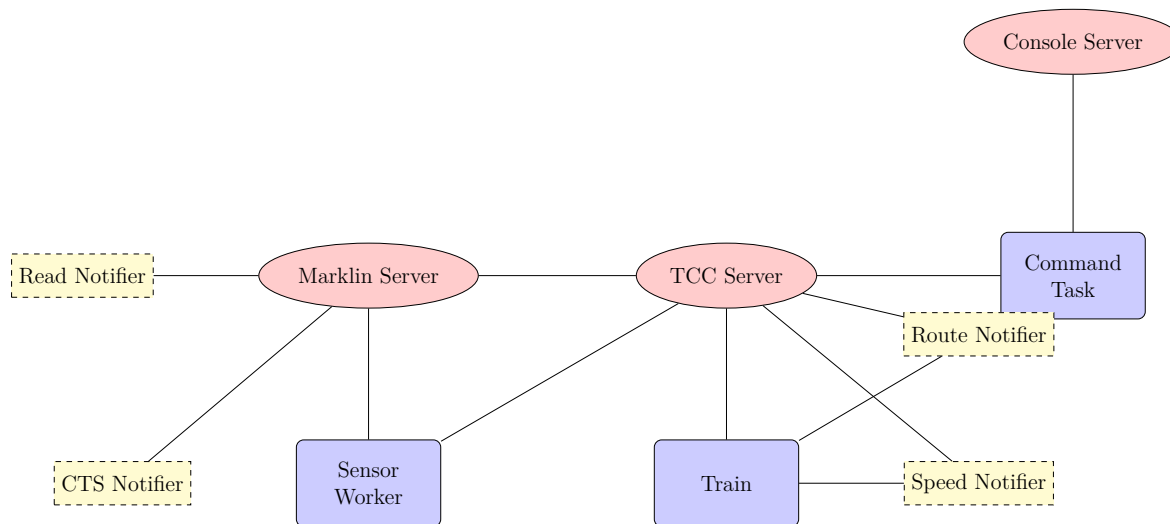 Console Server
Read Notifier
Marklin Server
TCC Server
Command
Task
Route Notifier
CTS Notifier
Sensor
Worker
Train
Speed Notifier